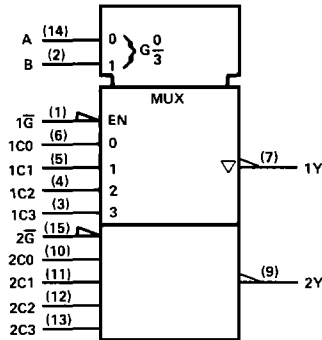 A (14) 0 } G 0/3
B (2) 1
MUX
1G̅ (1) EN
1C0 (6) 0
1C1 (5) 1
1C2 (4) 2
1C3 (3) 3
▽ (7) 1Y
2G̅ (15)
2C0 (10)
2C1 (11)
2C2 (12)
2C3 (13)
(9) 2Y